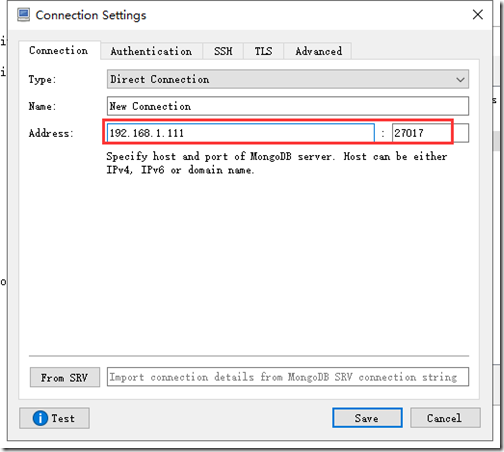 Connection Settings
Connection Authentication SSH TLS Advanced
Type: Direct Connection
Name: New Connection
Address: 192.168.1.111 : 27017
Specify host and port of MongoDB server. Host can be either
IPv4, IPv6 or domain name.
From SRV Import connection details from MongoDB SRV connection string
Test Save Cancel